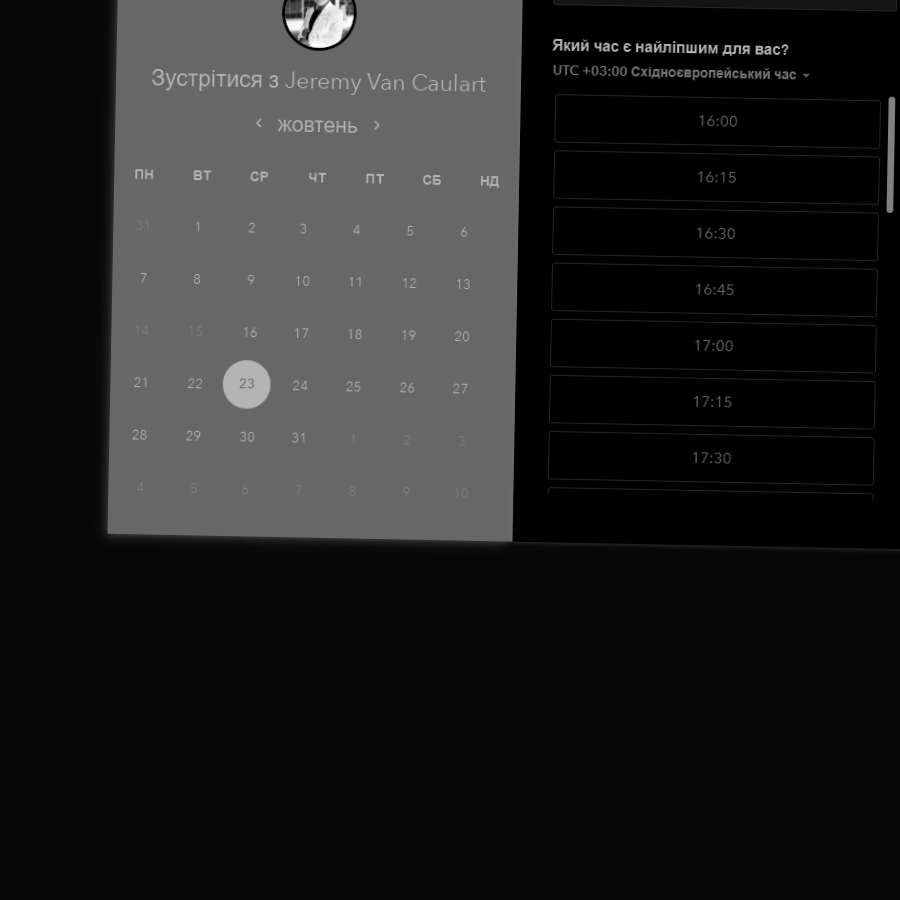 Зустрітися з Jeremy Van Caulart
жовтень
ПН ВТ СР ЧТ ПТ СБ НД
31 1 2 3 4 5 6
7 8 9 10 11 12 13
14 15 16 17 18 19 20
21 22 23 24 25 26 27
28 29 30 31 1 2 3
4 5 6 7 8 9 10
Який час є найліпшим для вас?
UTC +03:00 Східноєвропейський час
16:00
16:15
16:30
16:45
17:00
17:15
17:30